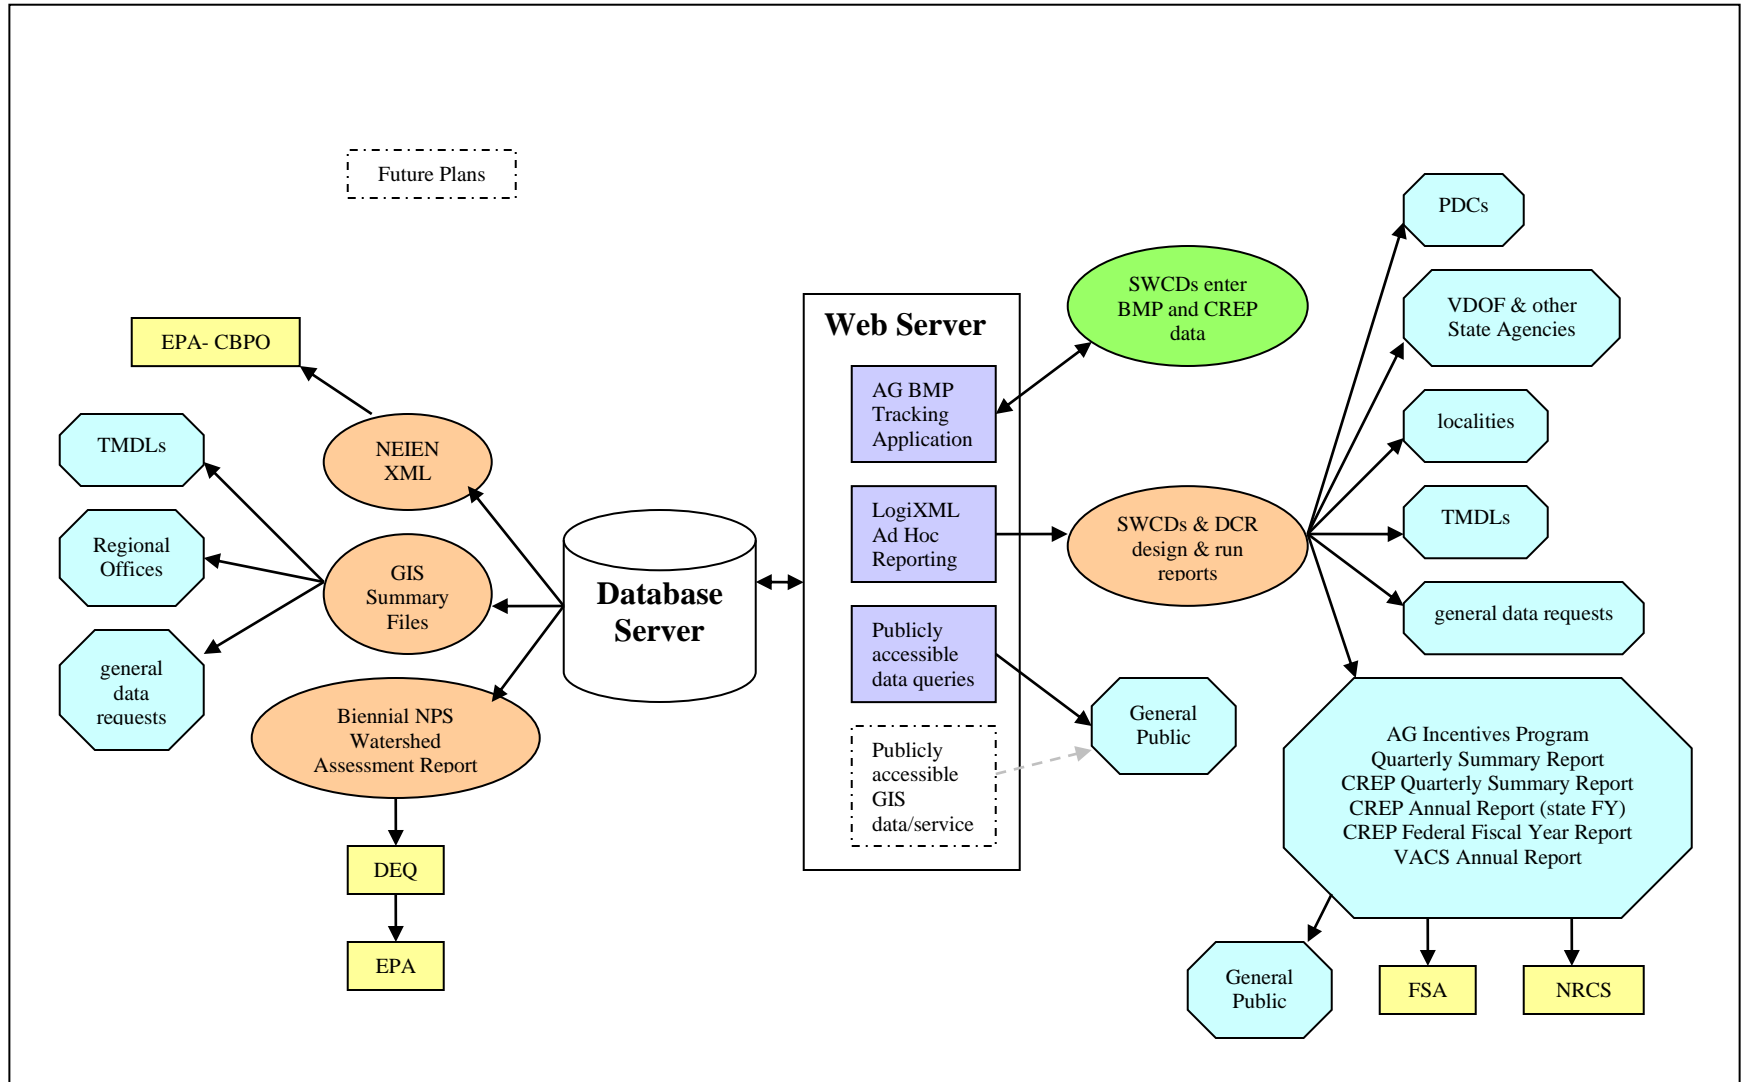 Future Plans
EPA- CBPO
TMDLs
Regional
Offices
general
data
requests
NEIEN
XML
GIS
Summary
Files
Biennial NPS
Watershed
Assessment Report
DEQ
EPA
Database
Server
Web Server
AG BMP
Tracking
Application
LogiXML
Ad Hoc
Reporting
Publicly
accessible
data queries
Publicly
accessible
GIS
data/service
SWCDs enter
BMP and CREP
data
SWCDs & DCR
design & run
reports
General
Public
PDCs
VDOF & other
State Agencies
localities
TMDLs
general data requests
AG Incentives Program
Quarterly Summary Report
CREP Quarterly Summary Report
CREP Annual Report (state FY)
CREP Federal Fiscal Year Report
VACS Annual Report
General
Public
FSA
NRCS